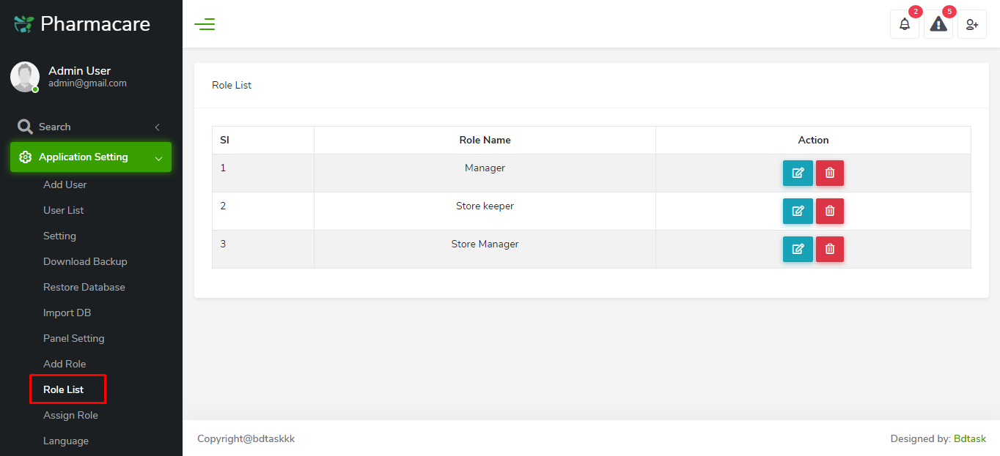 Pharmacare
2
5
Admin User
admin@gmail.com
Search
Application Setting
Add User
User List
Setting
Download Backup
Restore Database
Import DB
Panel Setting
Add Role
Role List
Assign Role
Language
Role List
Sl Role Name Action
1 Manager
2 Store keeper
3 Store Manager
Copyright@bdtaskkk
Designed by: Bdtask